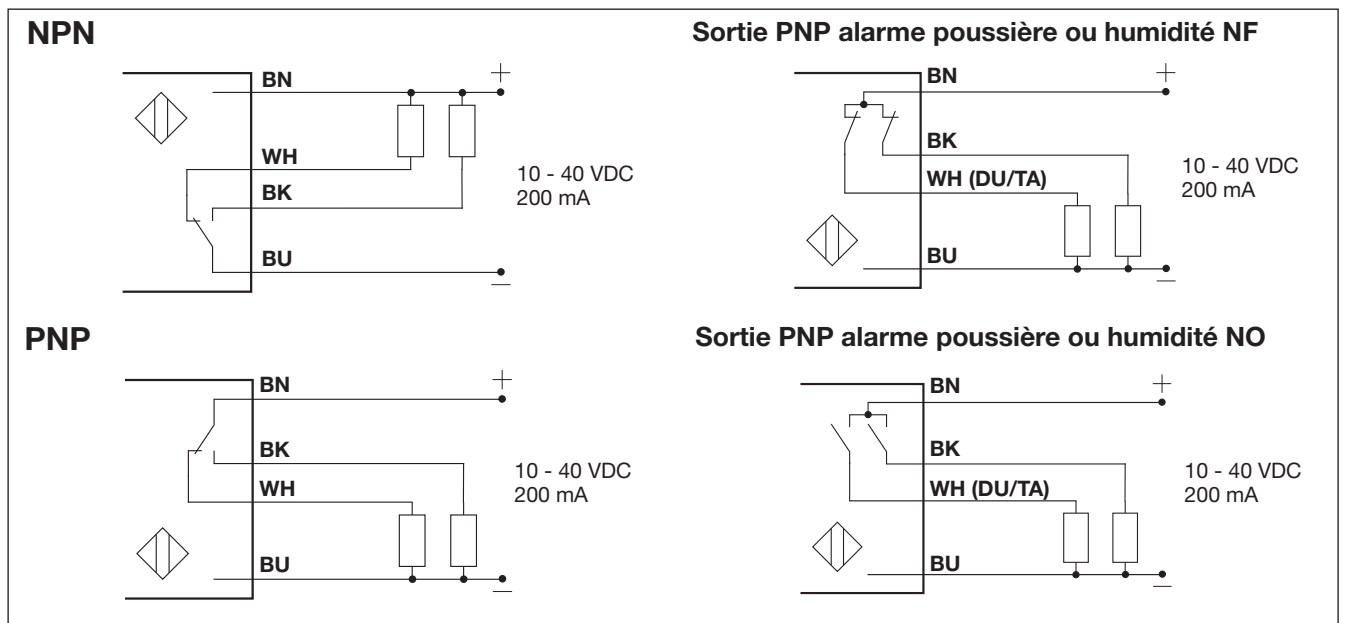 NPN
BN
+
WH
BK
BU
–
10 - 40 VDC
200 mA
Sortie PNP alarme poussière ou humidité NF
BN
+
BK
WH (DU/TA)
BU
–
10 - 40 VDC
200 mA
PNP
BN
+
BK
WH
BU
–
10 - 40 VDC
200 mA
Sortie PNP alarme poussière ou humidité NO
BN
+
BK
WH (DU/TA)
BU
–
10 - 40 VDC
200 mA